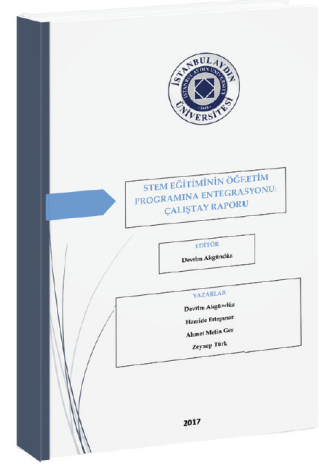 İSTANBUL AYDIN ÜNİVERSİTESİ
STEM EĞİTİMİNİN ÖĞRETİM
PROGRAMINA ENTEGRASYONU:
ÇALIŞTAY RAPORU
EDİTÖR
Devrim Akgündüz
YAZARLAR
Devrim Akgündüz
Hamide Ertepınar
Ahmet Metin Ger
Zeynep Türk
2017